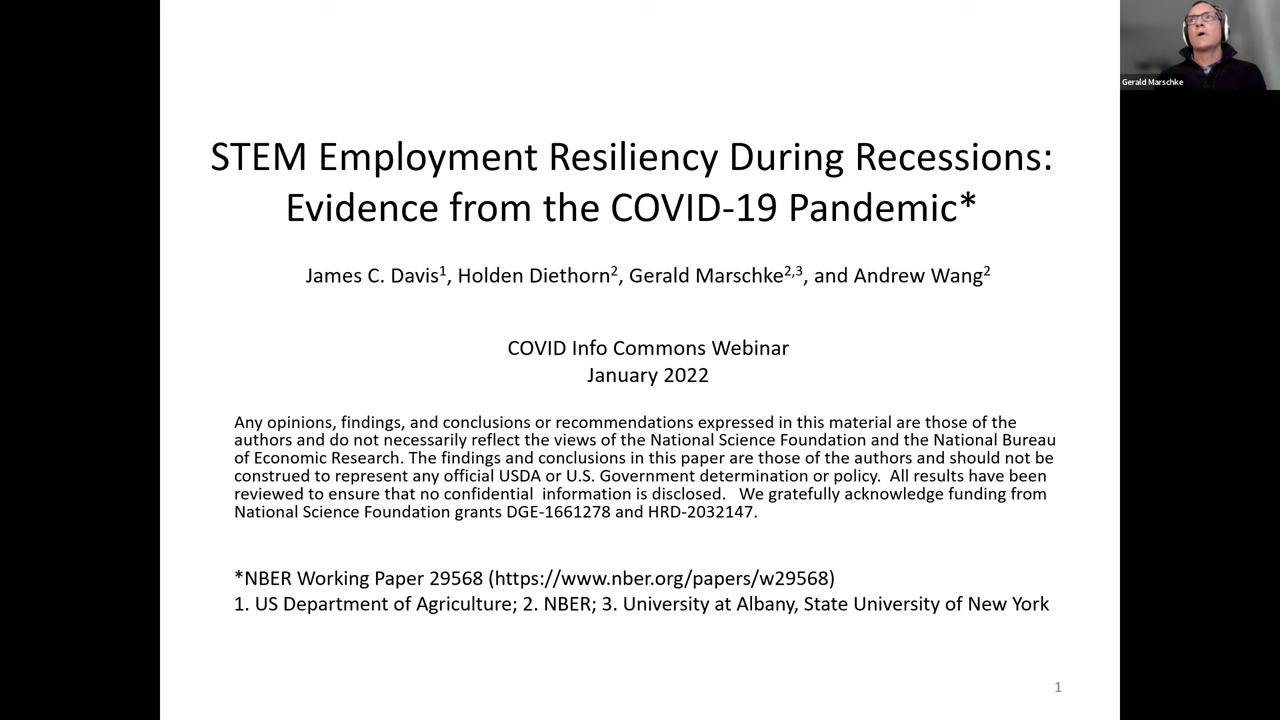 Gerald Marschke
STEM Employment Resiliency During Recessions:
Evidence from the COVID-19 Pandemic*
James C. Davis1, Holden Diethorn2, Gerald Marschke2,3, and Andrew Wang2
COVID Info Commons Webinar
January 2022
Any opinions, findings, and conclusions or recommendations expressed in this material are those of the
authors and do not necessarily reflect the views of the National Science Foundation and the National Bureau
of Economic Research. The findings and conclusions in this paper are those of the authors and should not be
construed to represent any official USDA or U.S. Government determination or policy.  All results have been
reviewed to ensure that no confidential  information is disclosed.   We gratefully acknowledge funding from
National Science Foundation grants DGE-1661278 and HRD-2032147.
*NBER Working Paper 29568 (https://www.nber.org/papers/w29568)
1. US Department of Agriculture; 2. NBER; 3. University at Albany, State University of New York
1